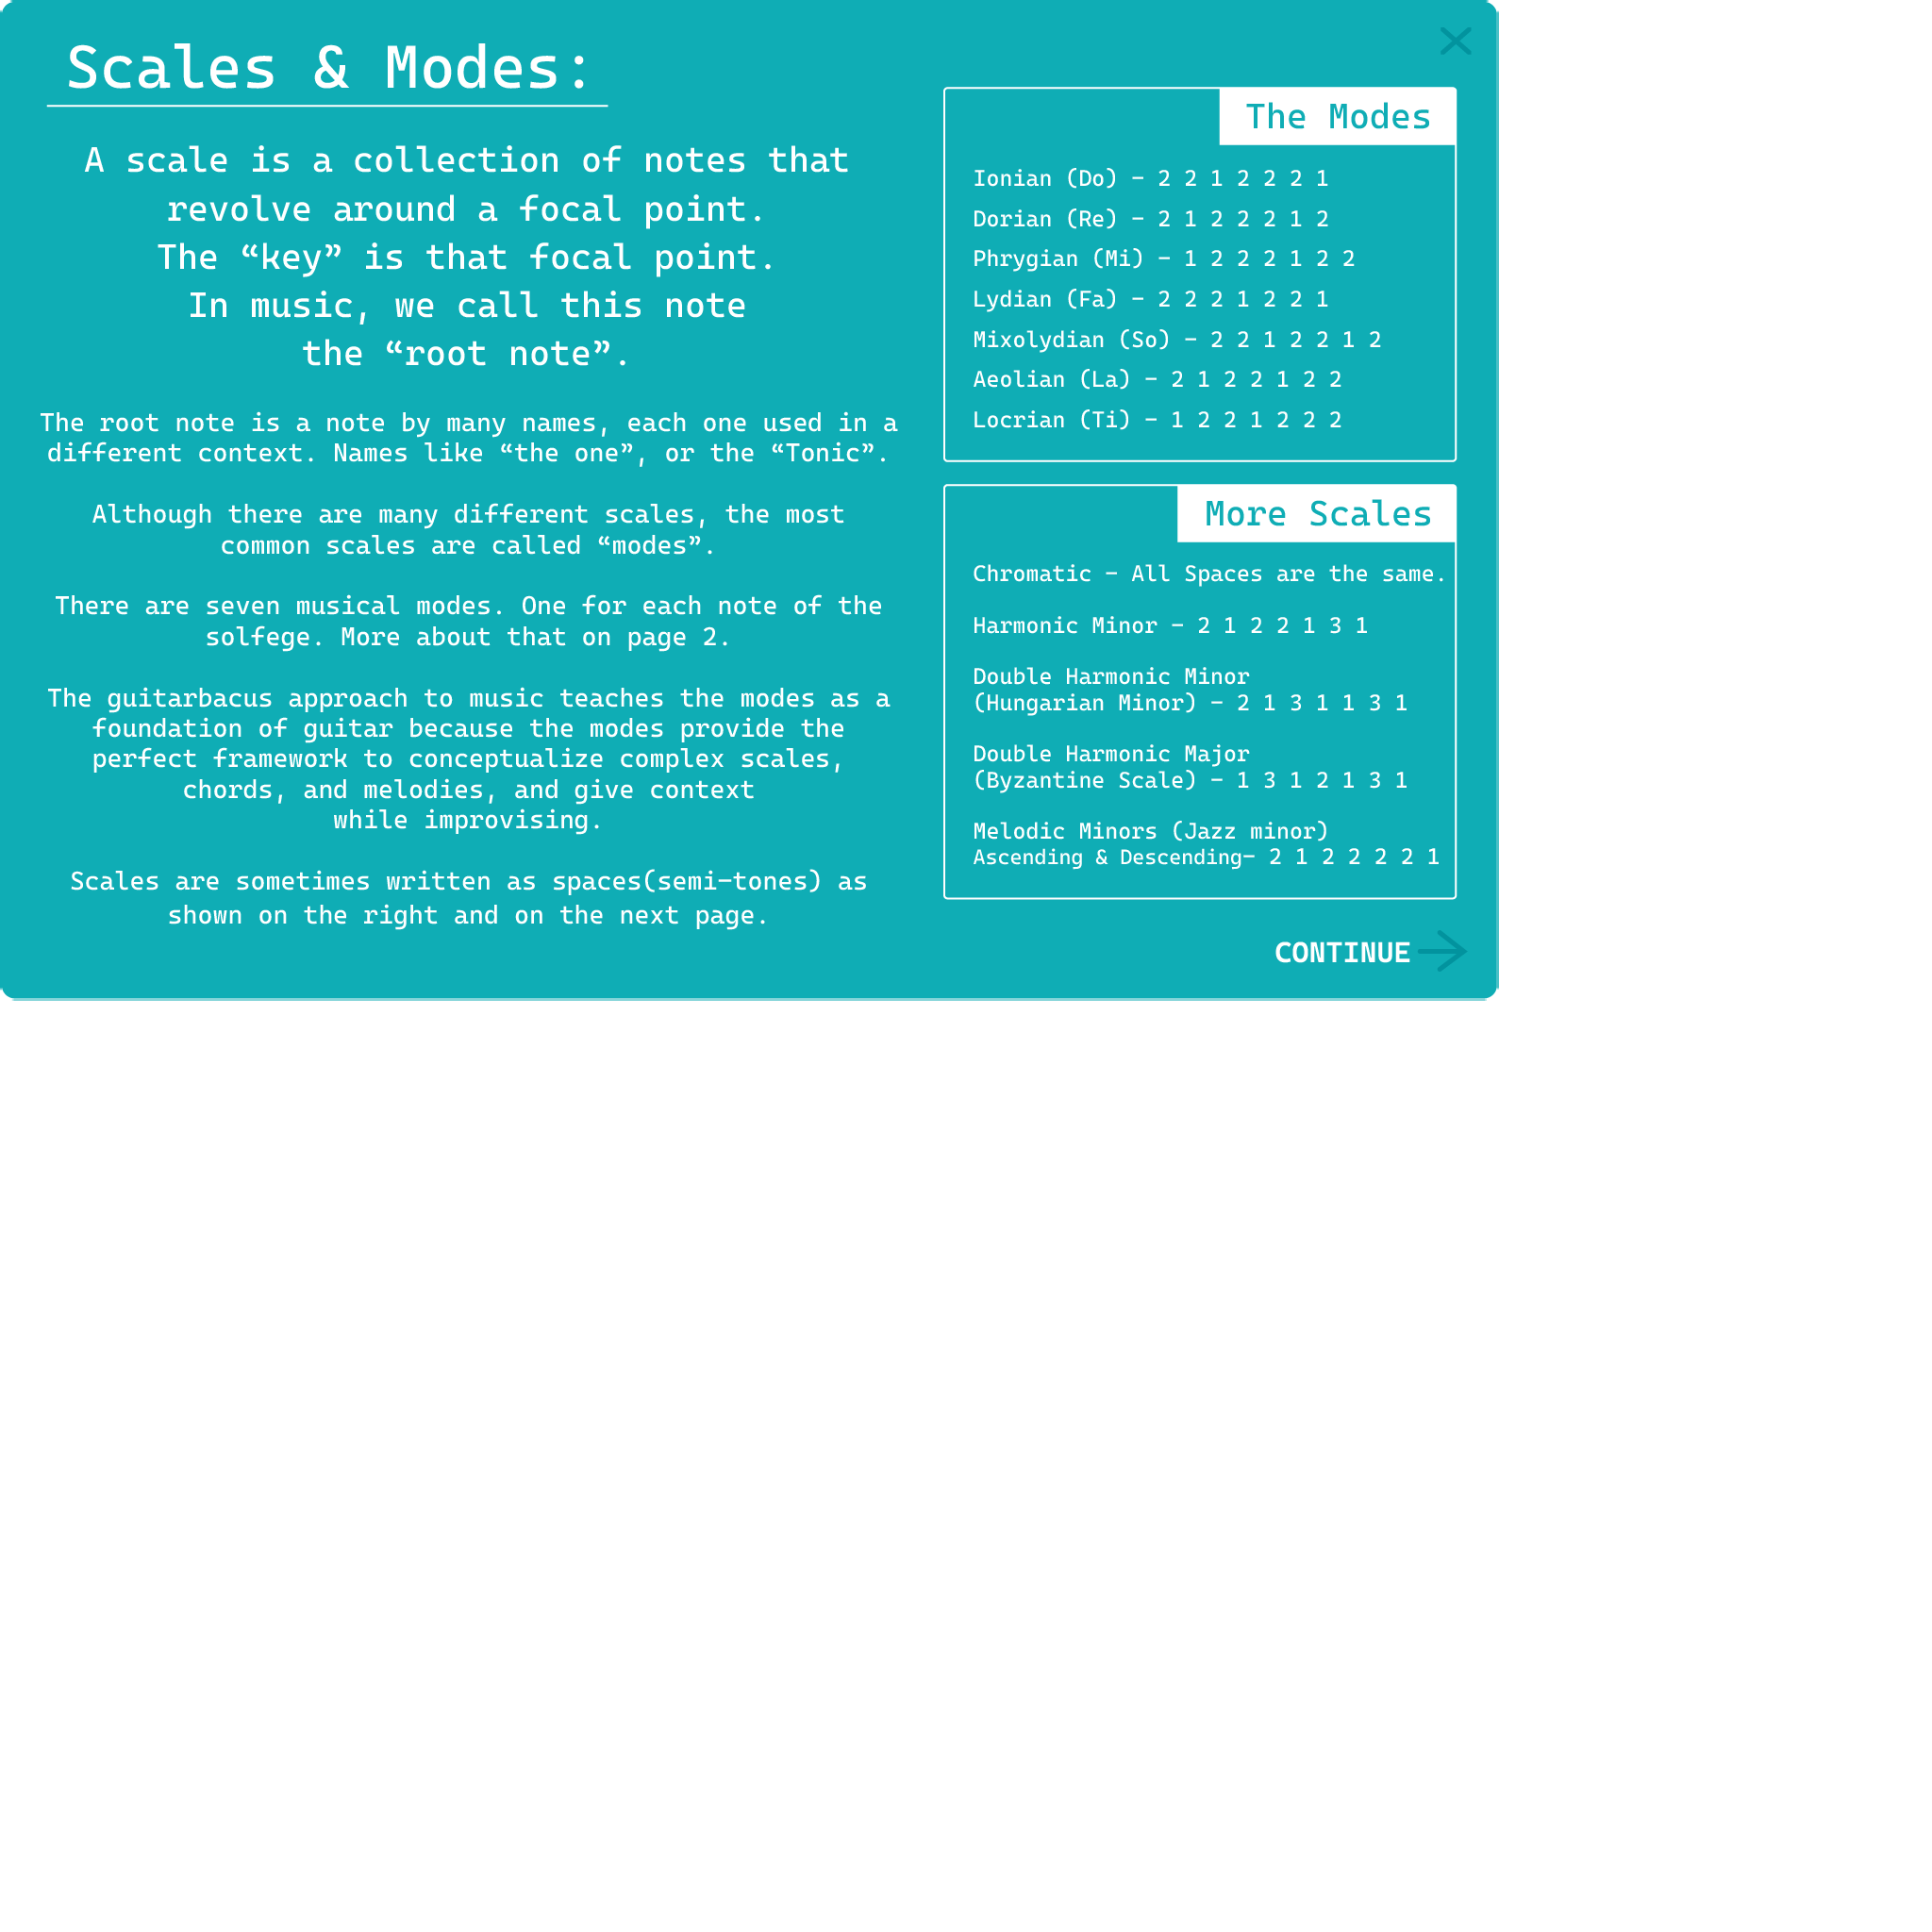 Scales & Modes:
A scale is a collection of notes that
revolve around a focal point.
The “key” is that focal point.
In music, we call this note
the “root note”.
The root note is a note by many names, each one used in a
different context. Names like “the one”, or the “Tonic”.
Although there are many different scales, the most
common scales are called “modes”.
There are seven musical modes. One for each note of the
solfege. More about that on page 2.
The guitarbacus approach to music teaches the modes as a
foundation of guitar because the modes provide the
perfect framework to conceptualize complex scales,
chords, and melodies, and give context
while improvising.
Scales are sometimes written as spaces(semi-tones) as
shown on the right and on the next page.
The Modes
Ionian (Do) - 2 2 1 2 2 2 1
Dorian (Re) - 2 1 2 2 2 1 2
Phrygian (Mi) - 1 2 2 2 1 2 2
Lydian (Fa) - 2 2 2 1 2 2 1
Mixolydian (So) - 2 2 1 2 2 1 2
Aeolian (La) - 2 1 2 2 1 2 2
Locrian (Ti) - 1 2 2 1 2 2 2
More Scales
Chromatic - All Spaces are the same.
Harmonic Minor - 2 1 2 2 1 3 1
Double Harmonic Minor
(Hungarian Minor) - 2 1 3 1 1 3 1
Double Harmonic Major
(Byzantine Scale) - 1 3 1 2 1 3 1
Melodic Minors (Jazz minor)
Ascending & Descending- 2 1 2 2 2 2 1
CONTINUE